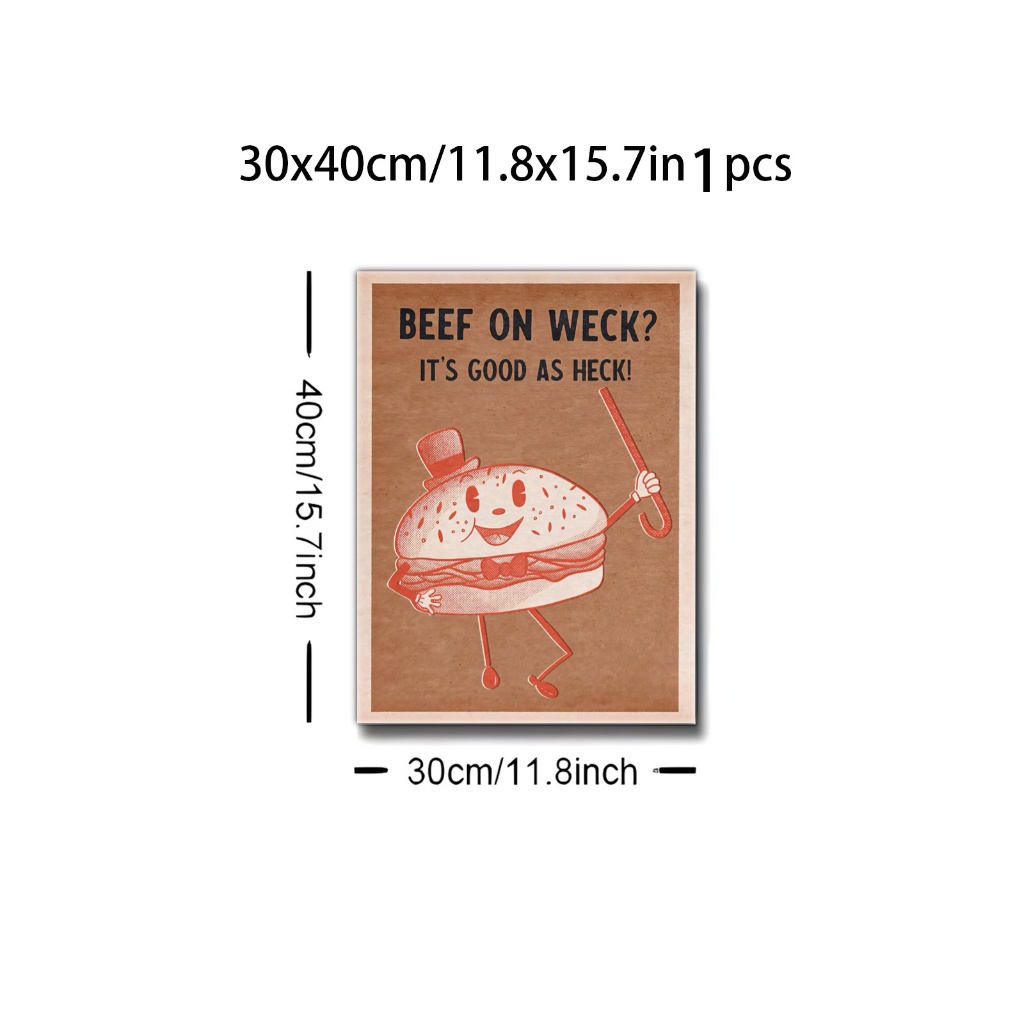 30x40cm/11.8x15.7in 1 pcs
BEEF ON WECK?
IT'S GOOD AS HECK!
40cm/15.7inch
30cm/11.8inch